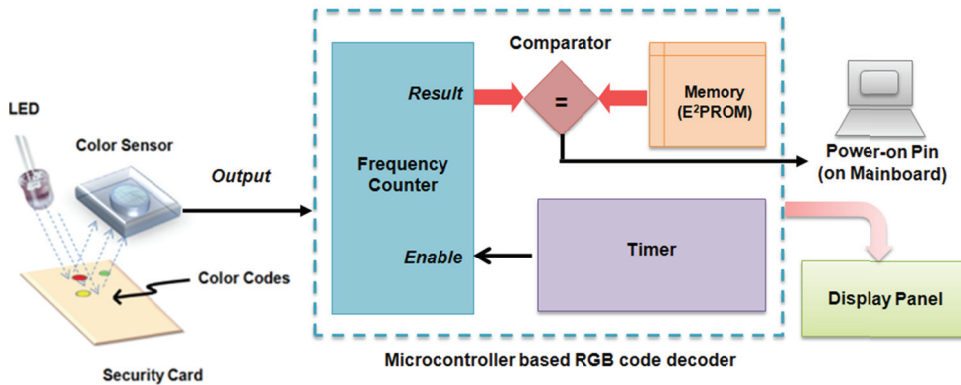 LED
Color Sensor
Output
Color Codes
Security Card
Result
Frequency
Counter
Enable
Comparator
=
Memory
(E²PROM)
Timer
Microcontroller based RGB code decoder
Power-on Pin
(on Mainboard)
Display Panel